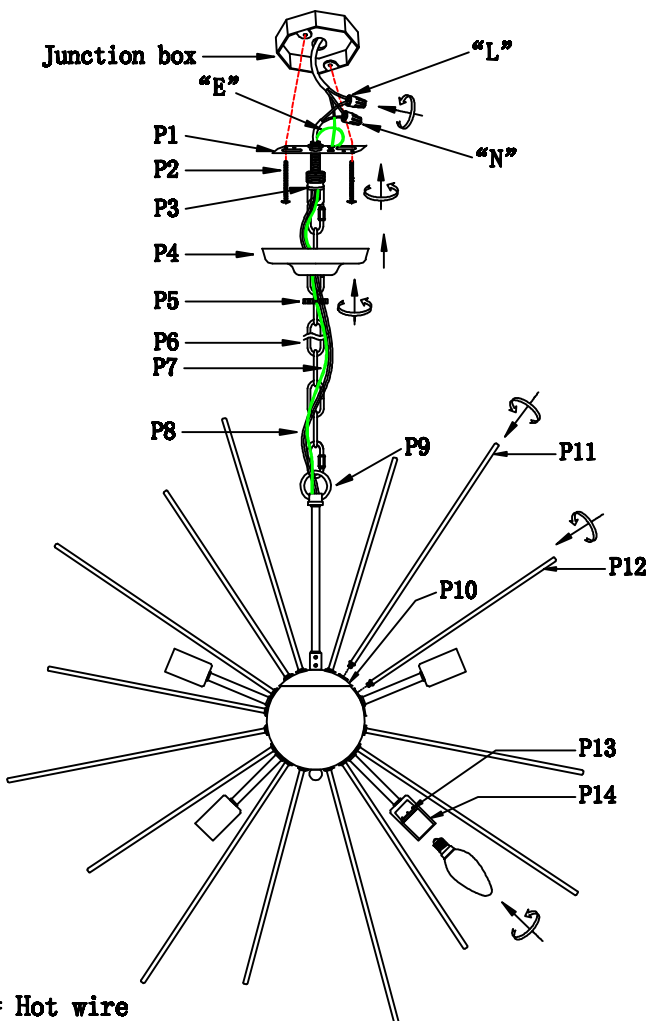 Junction box
“L”
“E”
P1
“N”
P2
P3
P4
P5
P6
P7
P8
P9
P11
P12
P10
P13
P14
= Hot wire